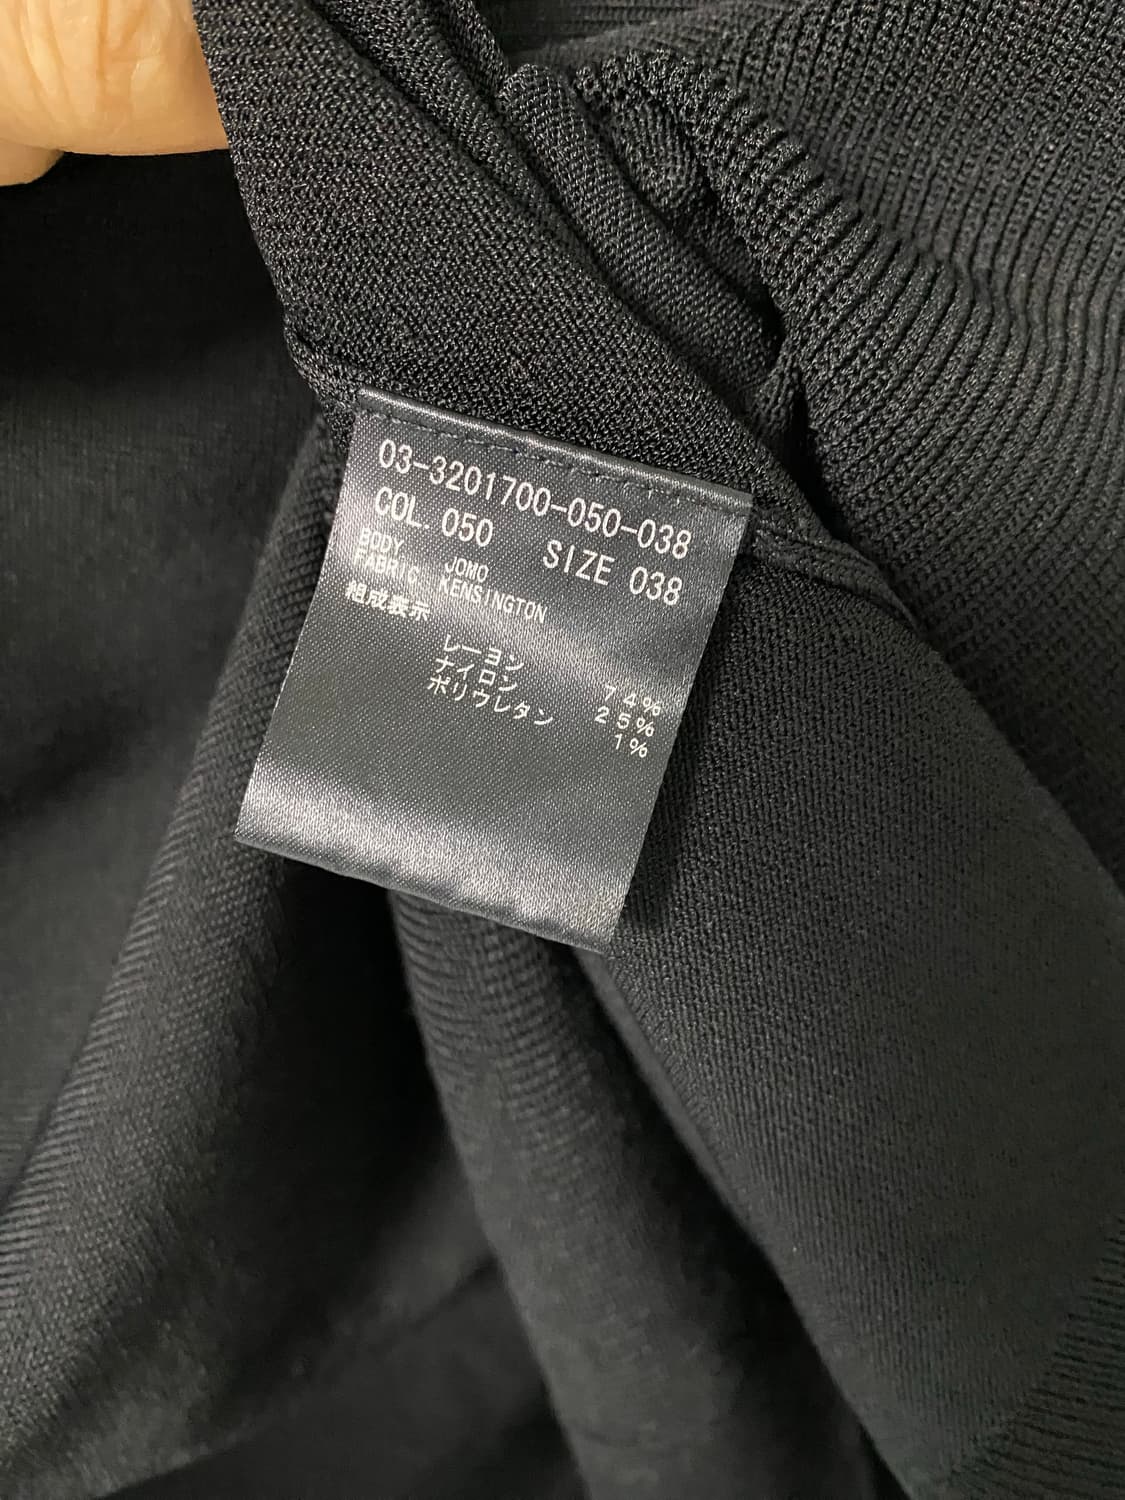 03-3201700-050-038
COL. 050 SIZE 038
BODY JOMO
FABRIC KENSINGTON
組成表示
レーヨン 74%
ナイロン 25%
ポリウレタン 1%